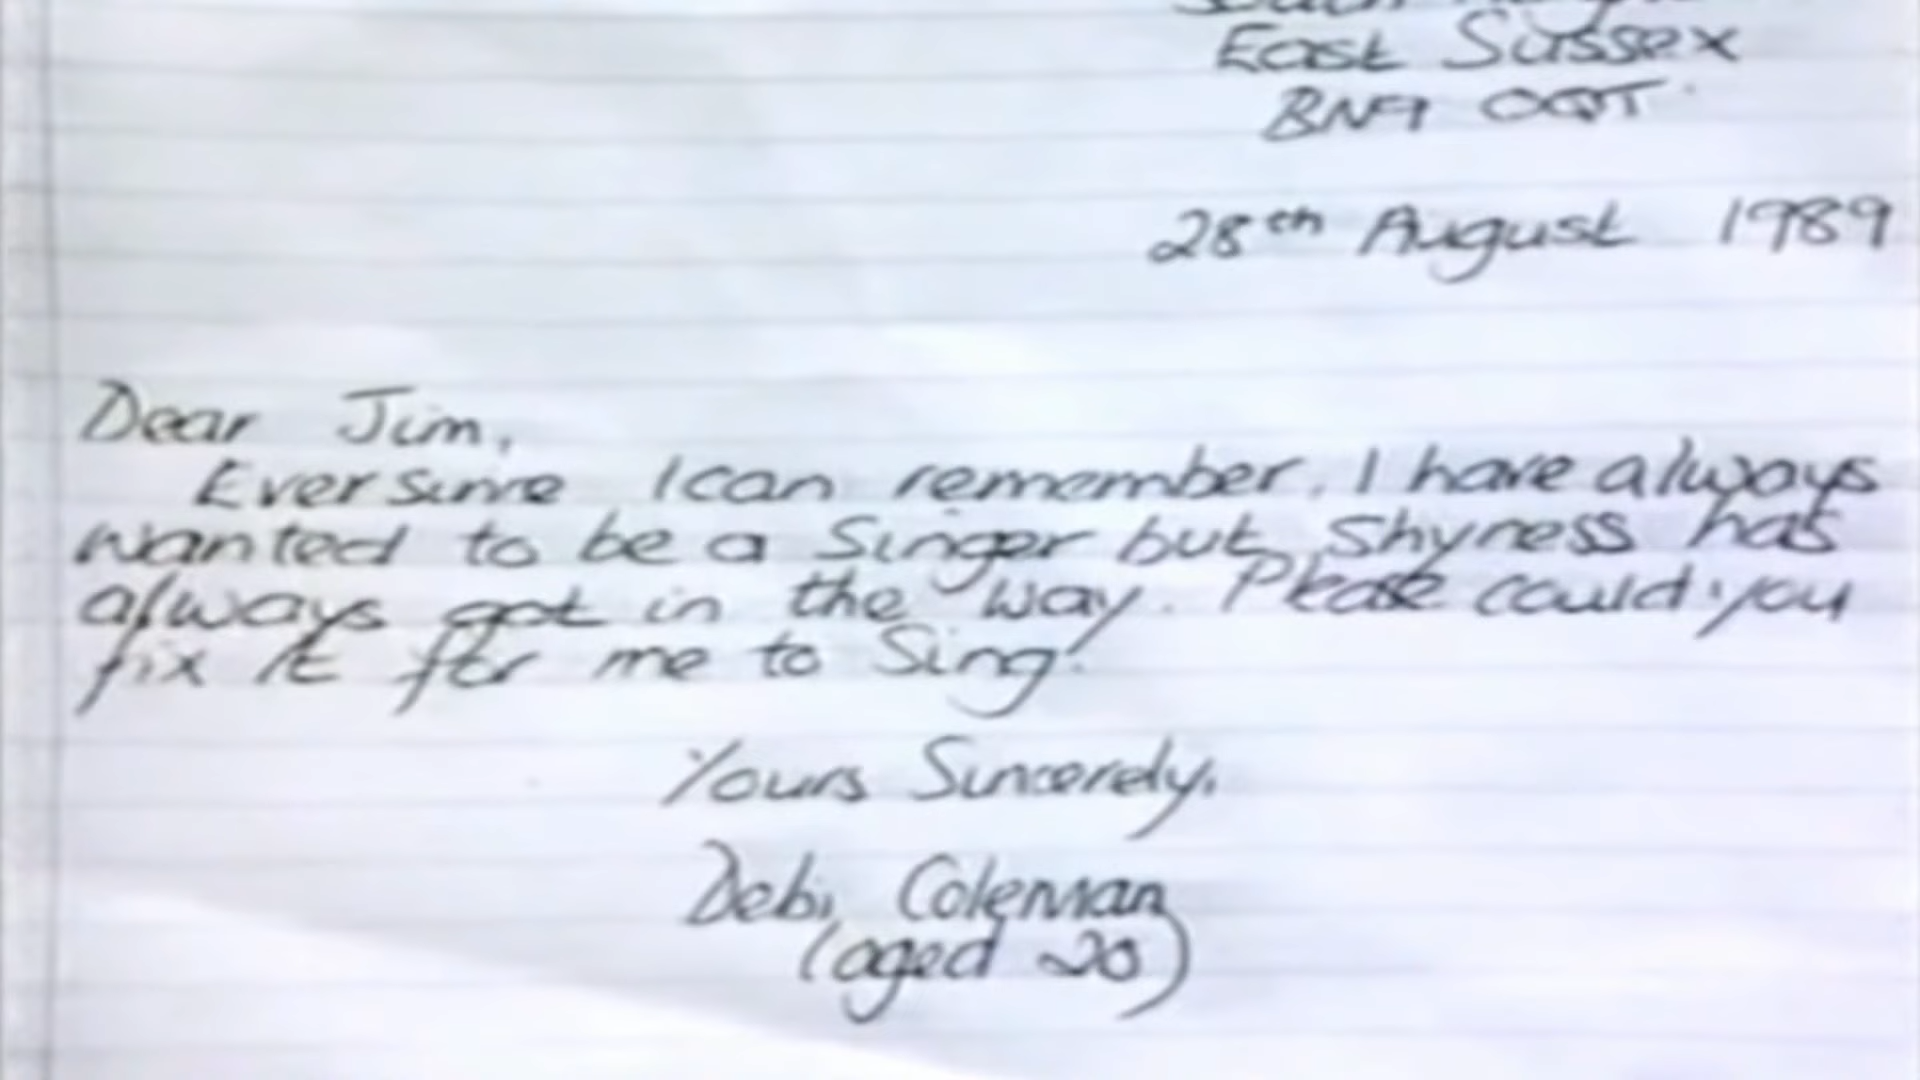 East Sussex
BN9 0QT
28th August 1989
Dear Jim,
Ever since I can remember, I have always
wanted to be a Singer but Shyness has
always got in the way. Please could you
fix it for me to Sing!
Yours Sincerely,
Debi Coleman
(aged 20)